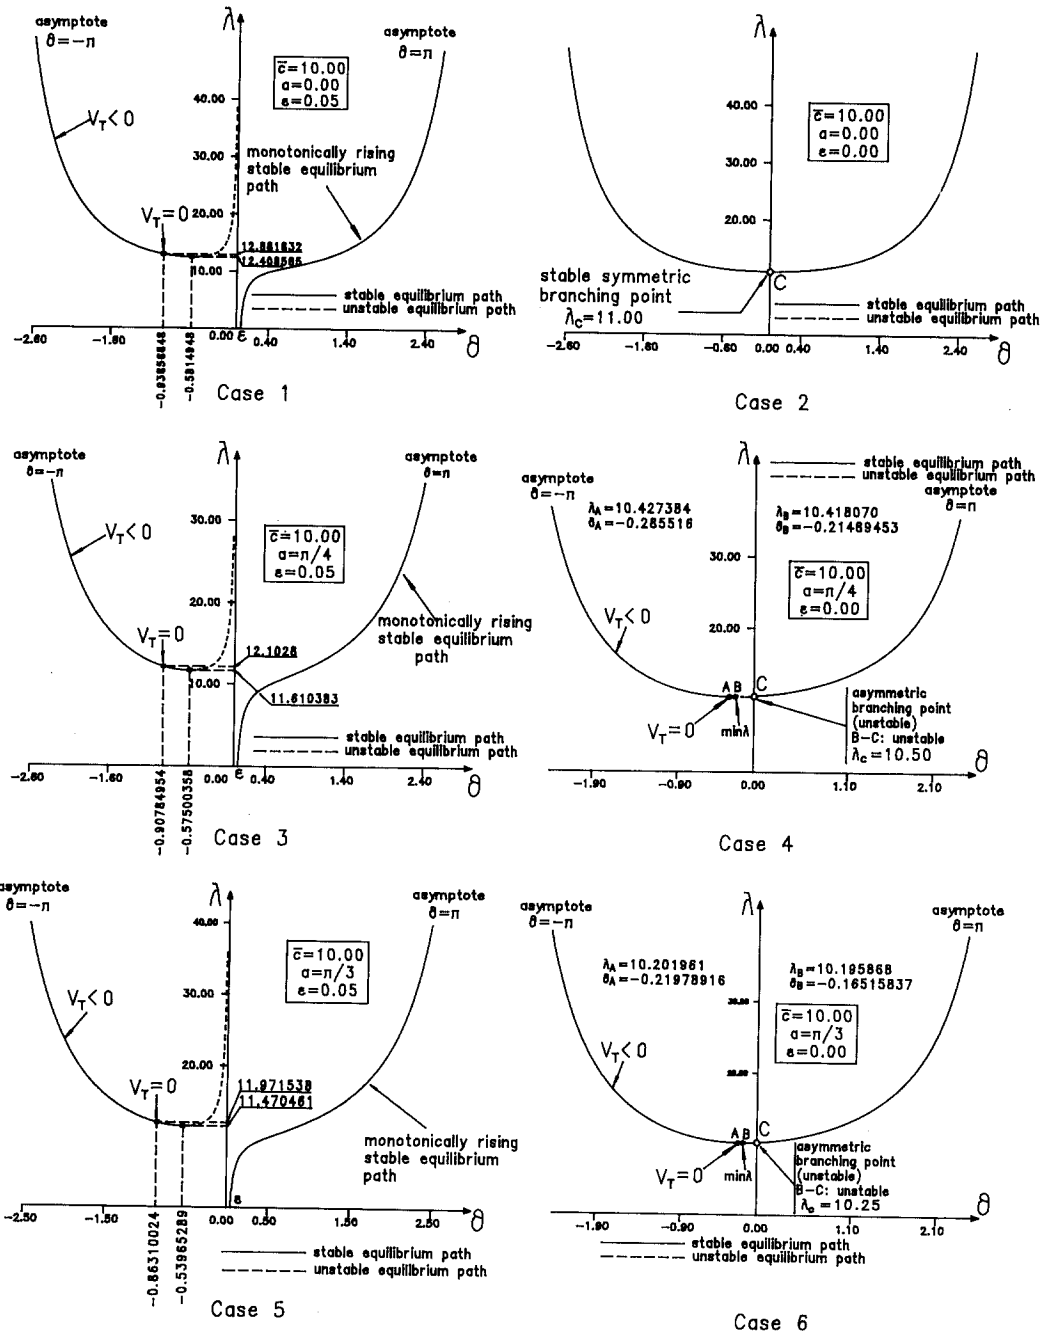 asymptote
θ=−π
λ
asymptote
θ=π
c̄=10.00
a=0.00
ε=0.05
V_T<0
monotonically rising
stable equilibrium
path
V_T=0
40.00
30.00
20.00
10.00
12.408565
stable equilibrium path
unstable equilibrium path
−2.60
−1.60
0.00
ε
0.40
1.40
2.40
θ
−0.5814948
Case 1
λ
40.00
30.00
20.00
c̄=10.00
a=0.00
ε=0.00
stable symmetric
branching point
λ_C=11.00
C
stable equilibrium path
unstable equilibrium path
−2.60
−1.60
−0.60
0.00
0.40
1.40
2.40
θ
Case 2
asymptote
θ=−π
λ
asymptote
θ=π
c̄=10.00
a=π/4
ε=0.05
V_T<0
V_T=0
30.00
20.00
10.00
monotonically rising
stable equilibrium
path
12.1028
11.610383
stable equilibrium path
unstable equilibrium path
−2.60
−1.60
0.00
ε
0.40
1.40
2.40
θ
−0.90784954
−0.57500358
Case 3
λ
stable equilibrium path
unstable equilibrium path
asymptote
θ=−π
asymptote
θ=π
λ_A=10.427384
θ_A=−0.285516
λ_B=10.418070
θ_B=−0.21489453
30.00
20.00
c̄=10.00
a=π/4
ε=0.00
V_T<0
A B C
V_T=0
minλ
asymmetric
branching point
(unstable)
B−C: unstable
λ_C=10.50
−1.90
−0.90
0.00
1.10
2.10
θ
Case 4
asymptote
θ=−π
λ
asymptote
θ=π
c̄=10.00
a=π/3
ε=0.05
V_T<0
V_T=0
40.00
30.00
20.00
11.971538
11.470461
monotonically rising
stable equilibrium
path
ε
−2.50
−1.50
0.00
0.50
1.50
2.50
θ
−0.86310024
−0.53965289
stable equilibrium path
unstable equilibrium path
Case 5
asymptote
θ=−π
λ
asymptote
θ=π
λ_A=10.201961
θ_A=−0.21978916
λ_B=10.195868
θ_B=−0.16515837
c̄=10.00
a=π/3
ε=0.00
V_T<0
A B C
V_T=0
minλ
asymmetric
branching point
(unstable)
B−C: unstable
λ_C=10.25
−1.90
−0.90
0.00
1.10
2.10
θ
stable equilibrium path
unstable equilibrium path
Case 6